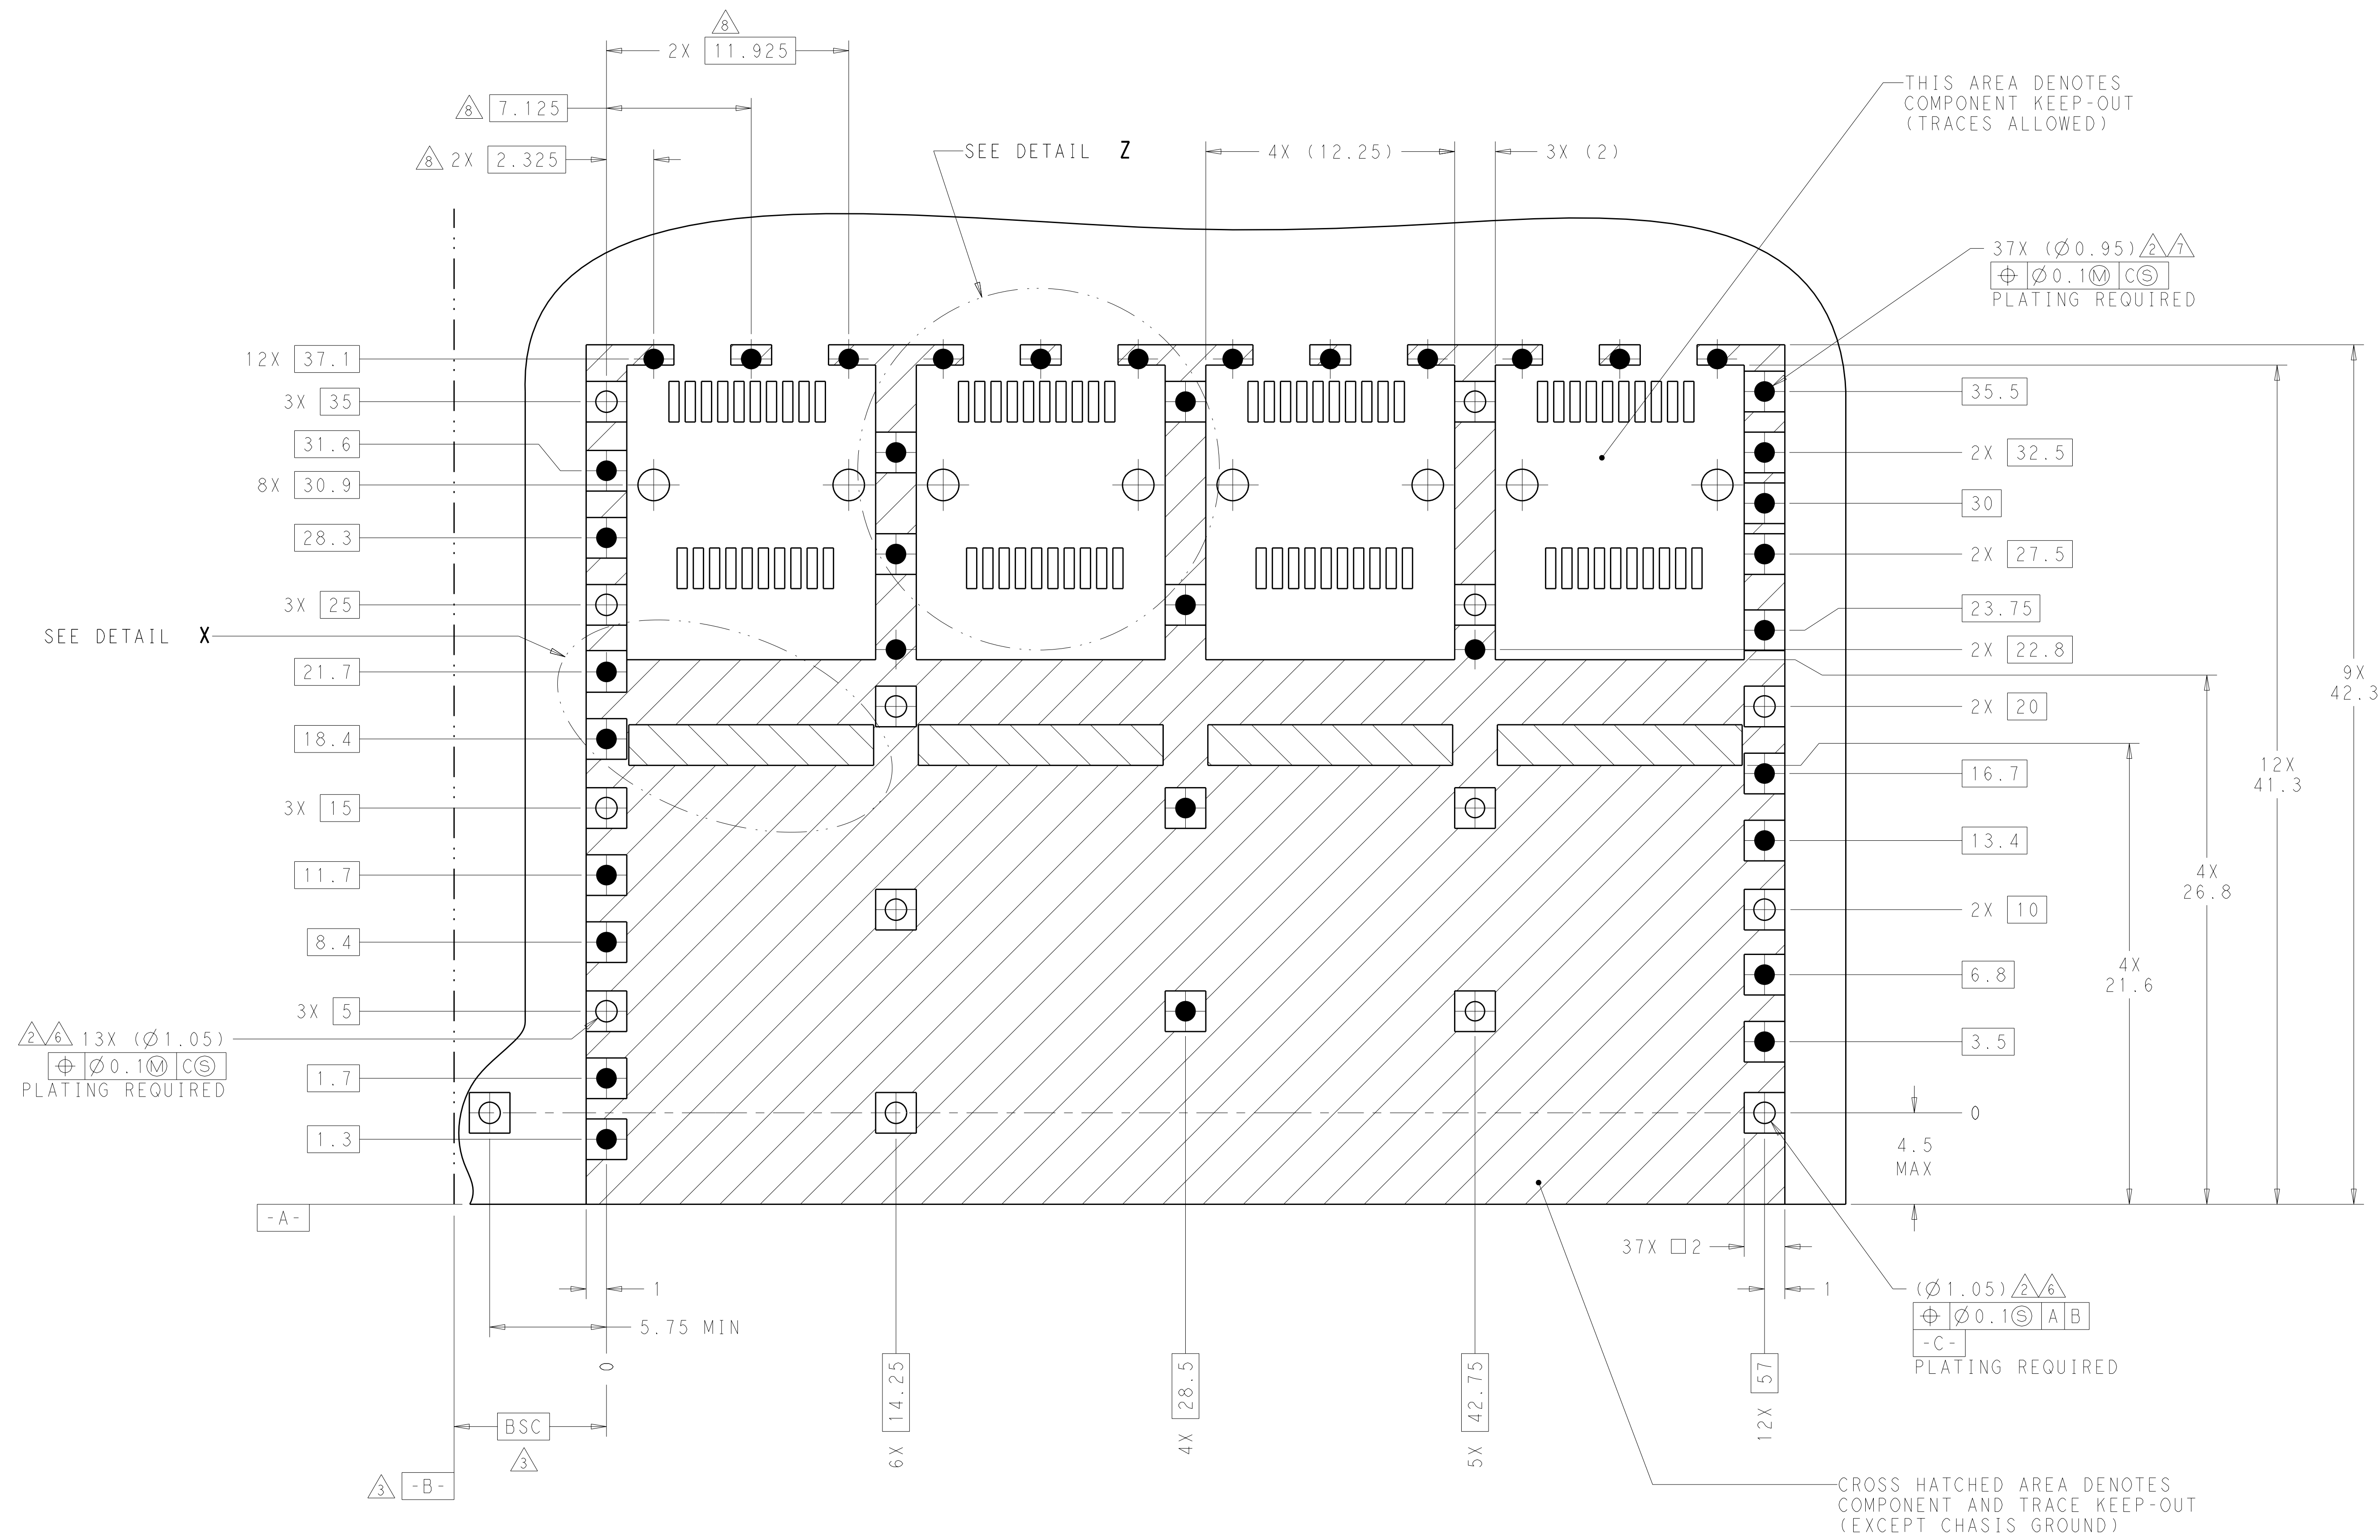 8
2X 11.925
8 7.125
8 2X 2.325
SEE DETAIL Z
4X (12.25)
3X (2)
THIS AREA DENOTES
COMPONENT KEEP-OUT
(TRACES ALLOWED)
37X (Ø0.95) 2 7
⌖ Ø0.1Ⓜ CⓈ
PLATING REQUIRED
12X 37.1
3X 35
31.6
8X 30.9
28.3
3X 25
SEE DETAIL X
21.7
18.4
3X 15
11.7
8.4
3X 5
2 6 13X (Ø1.05)
⌖ Ø0.1Ⓜ CⓈ
PLATING REQUIRED
1.7
1.3
-A-
35.5
2X 32.5
30
2X 27.5
23.75
2X 22.8
2X 20
16.7
13.4
2X 10
6.8
3.5
0
4.5
MAX
4X
21.6
4X
26.8
12X
41.3
9X
42.3
37X □2
1
1
5.75 MIN
0
6X 14.25
4X 28.5
5X 42.75
12X 57
(Ø1.05) 2 6
⌖ Ø0.1Ⓢ A B
-C-
PLATING REQUIRED
BSC
3
3 -B-
CROSS HATCHED AREA DENOTES
COMPONENT AND TRACE KEEP-OUT
(EXCEPT CHASIS GROUND)